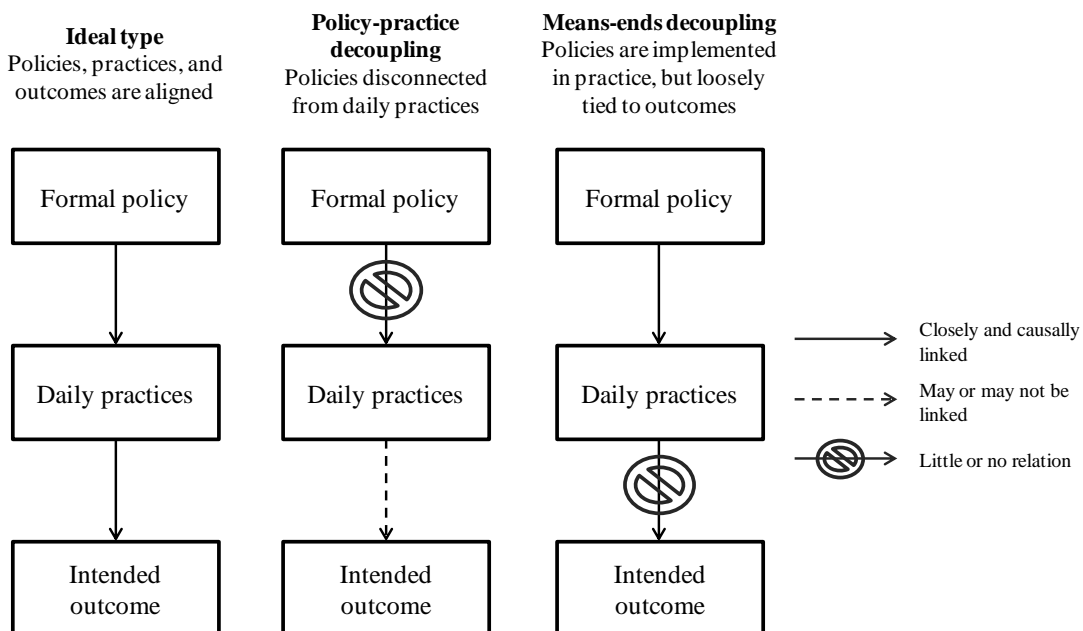 Ideal type
Policies, practices, and
outcomes are aligned
Policy-practice
decoupling
Policies disconnected
from daily practices
Means-ends decoupling
Policies are implemented
in practice, but loosely
tied to outcomes
Formal policy
Formal policy
Formal policy
Daily practices
Daily practices
Daily practices
Intended
outcome
Intended
outcome
Intended
outcome
Closely and causally
linked
May or may not be
linked
Little or no relation